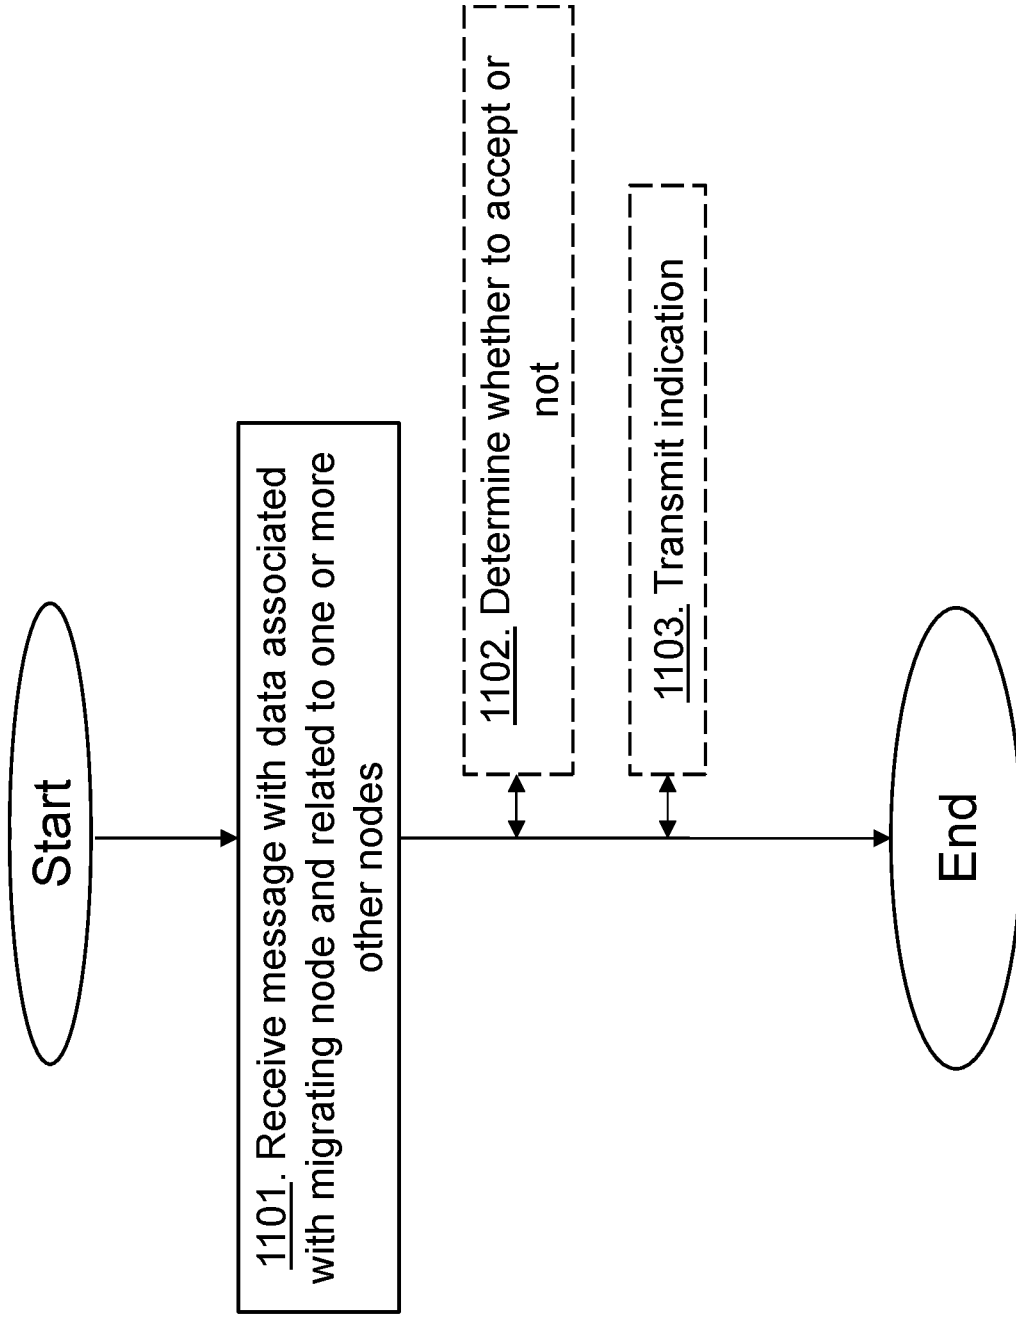 Start
1101. Receive message with data associated
with migrating node and related to one or more
other nodes
1102. Determine whether to accept or
not
1103. Transmit indication
End